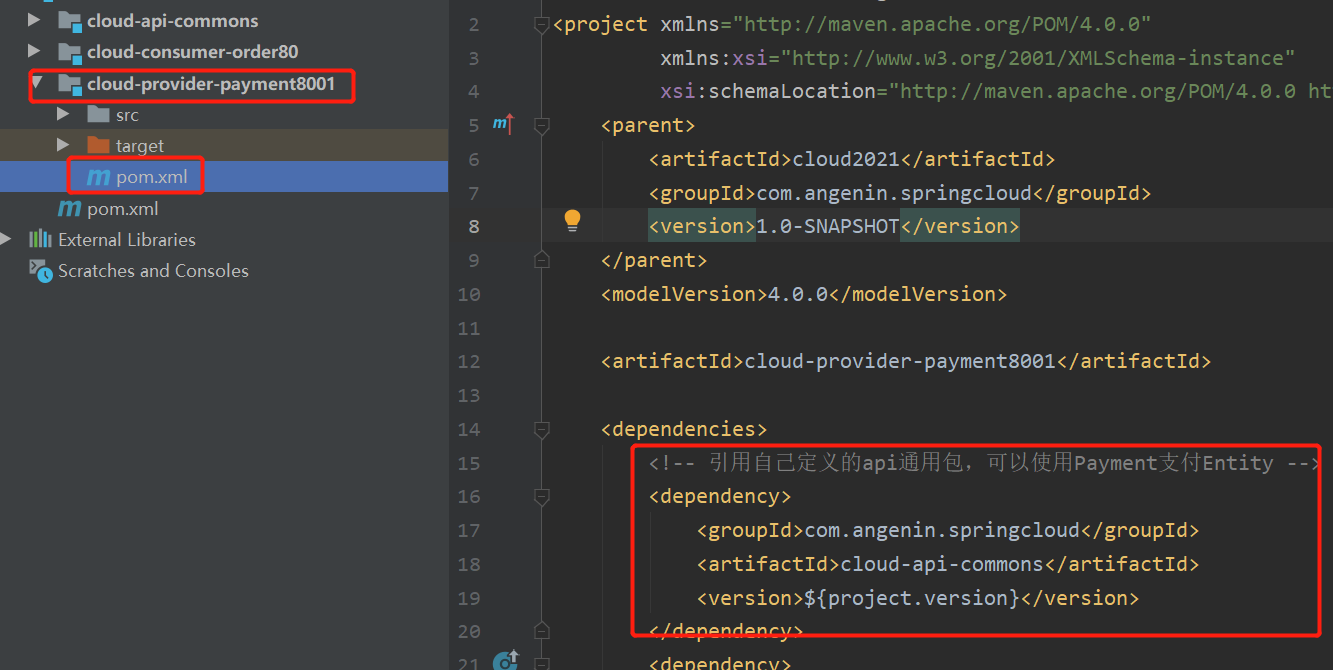 cloud-api-commons
cloud-consumer-order80
cloud-provider-payment8001
src
target
pom.xml
pom.xml
External Libraries
Scratches and Consoles
2 <project xmlns="http://maven.apache.org/POM/4.0.0"
3 xmlns:xsi="http://www.w3.org/2001/XMLSchema-instance"
4 xsi:schemaLocation="http://maven.apache.org/POM/4.0.0 ht
5 <parent>
6 <artifactId>cloud2021</artifactId>
7 <groupId>com.angenin.springcloud</groupId>
8 <version>1.0-SNAPSHOT</version>
9 </parent>
10 <modelVersion>4.0.0</modelVersion>
11
12 <artifactId>cloud-provider-payment8001</artifactId>
13
14 <dependencies>
15 <!-- 引用自己定义的api通用包，可以使用Payment支付Entity -->
16 <dependency>
17 <groupId>com.angenin.springcloud</groupId>
18 <artifactId>cloud-api-commons</artifactId>
19 <version>${project.version}</version>
20 </dependency>
21 <dependency>